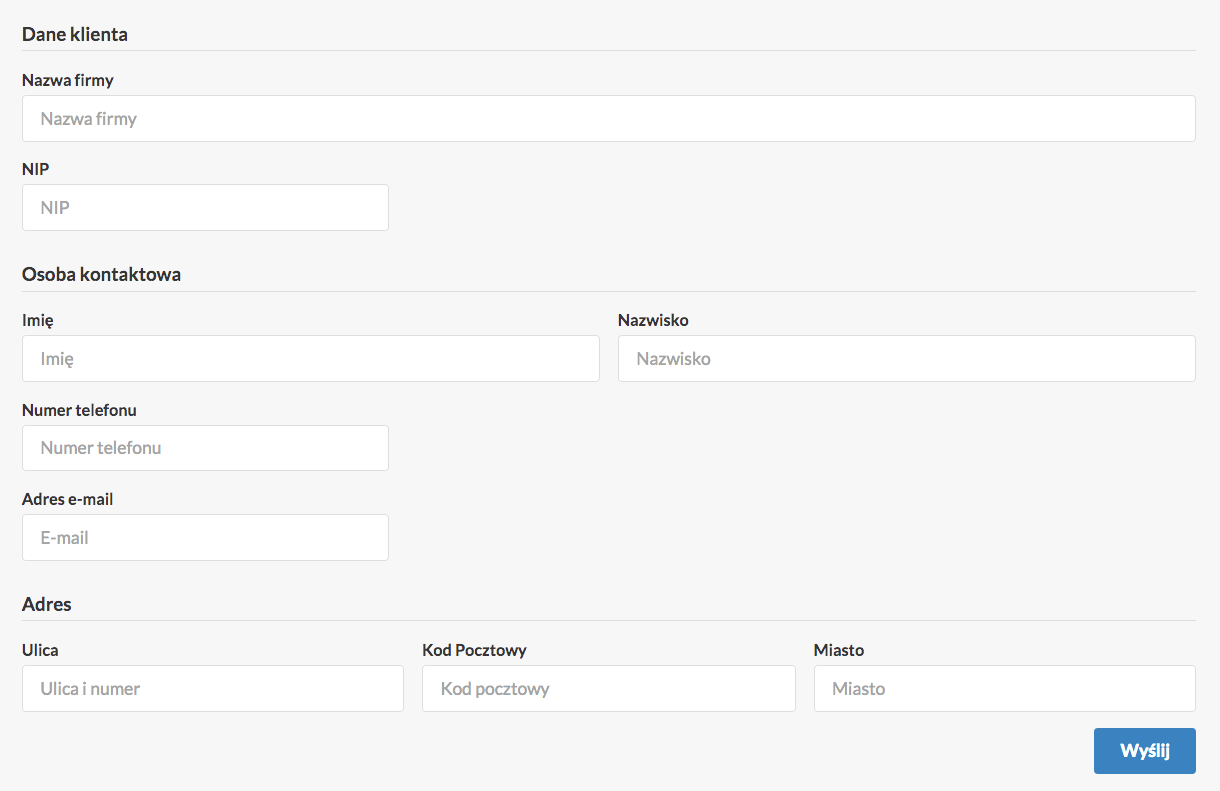 Dane klienta
Nazwa firmy
Nazwa firmy
NIP
NIP
Osoba kontaktowa
Imię Nazwisko
Imię Nazwisko
Numer telefonu
Numer telefonu
Adres e-mail
E-mail
Adres
Ulica Kod Pocztowy Miasto
Ulica i numer Kod pocztowy Miasto
Wyślij